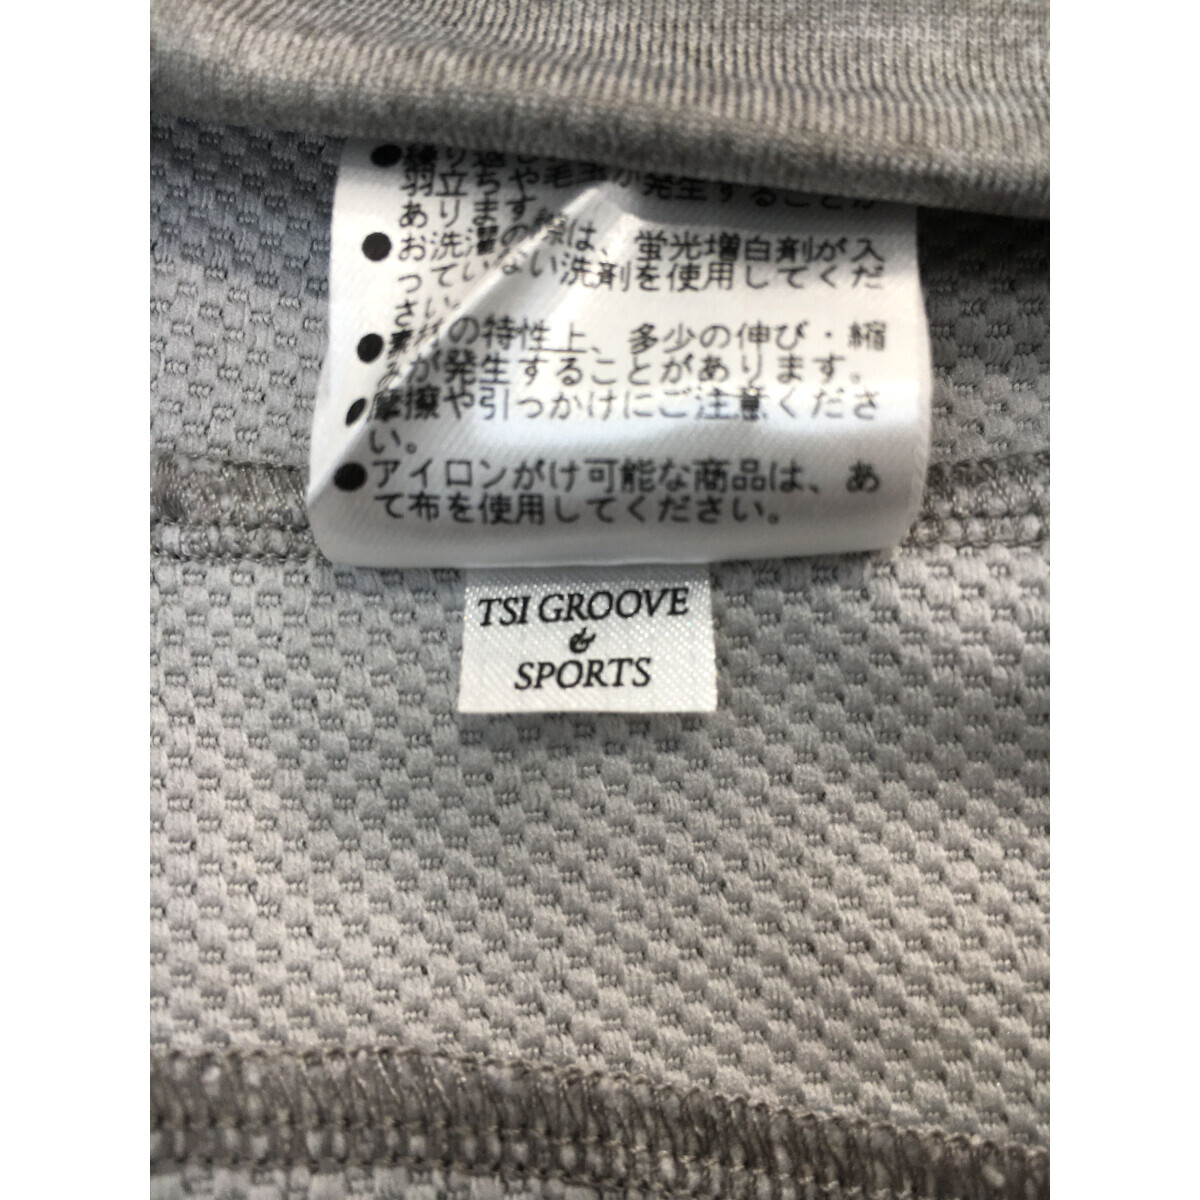 ●繰り返し
羽立ちや毛玉が発生することが
あります。
●お洗濯の際は、蛍光増白剤が入
っていない洗剤を使用してくだ
さい。
●素材の特性上、多少の伸び・縮
みが発生することがあります。
●摩擦や引っかけにご注意くださ
い。
●アイロンがけ可能な商品は、あ
て布を使用してください。
TSI GROOVE
&
SPORTS